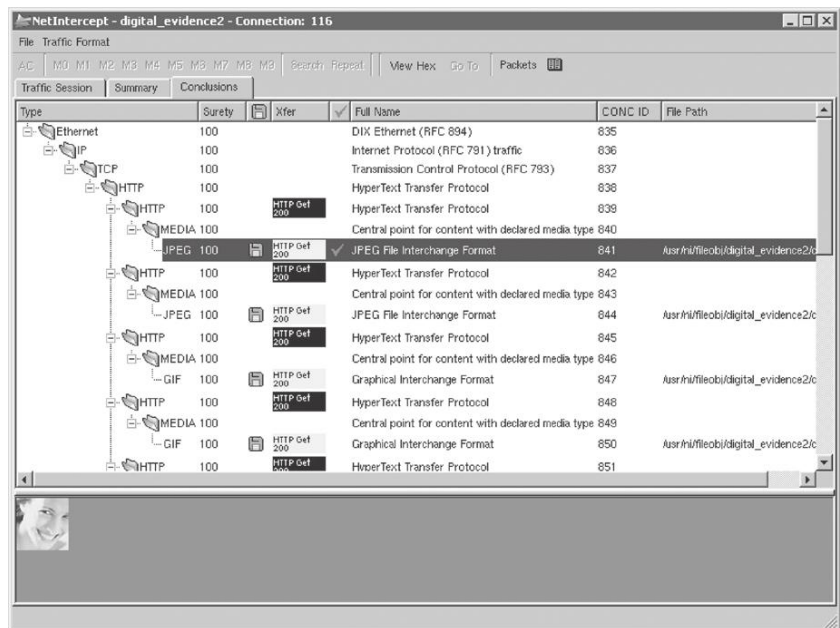 NetIntercept - digital_evidence2 - Connection: 116
File Traffic Format
AC M0 M1 M2 M3 M4 M5 M6 M7 M8 M9 Search Repeat View Hex Go To Packets
Traffic Session Summary Conclusions
Type Surety Xfer Full Name CONC ID File Path
Ethernet 100 DIX Ethernet (RFC 894) 835
IP 100 Internet Protocol (RFC 791) traffic 836
TCP 100 Transmission Control Protocol (RFC 793) 837
HTTP 100 HyperText Transfer Protocol 838
HTTP 100 HTTP Get 200 HyperText Transfer Protocol 839
MEDIA 100 Central point for content with declared media type 840
JPEG 100 HTTP Get 200 JPEG File Interchange Format 841 /usr/ni/fileobj/digital_evidence2/c
HTTP 100 HTTP Get 200 HyperText Transfer Protocol 842
MEDIA 100 Central point for content with declared media type 843
JPEG 100 HTTP Get 200 JPEG File Interchange Format 844 /usr/ni/fileobj/digital_evidence2/c
HTTP 100 HTTP Get 200 HyperText Transfer Protocol 845
MEDIA 100 Central point for content with declared media type 846
GIF 100 HTTP Get 200 Graphical Interchange Format 847 /usr/ni/fileobj/digital_evidence2/c
HTTP 100 HTTP Get 200 HyperText Transfer Protocol 848
MEDIA 100 Central point for content with declared media type 849
GIF 100 HTTP Get 200 Graphical Interchange Format 850 /usr/ni/fileobj/digital_evidence2/c
HTTP 100 HTTP Get 200 HyperText Transfer Protocol 851